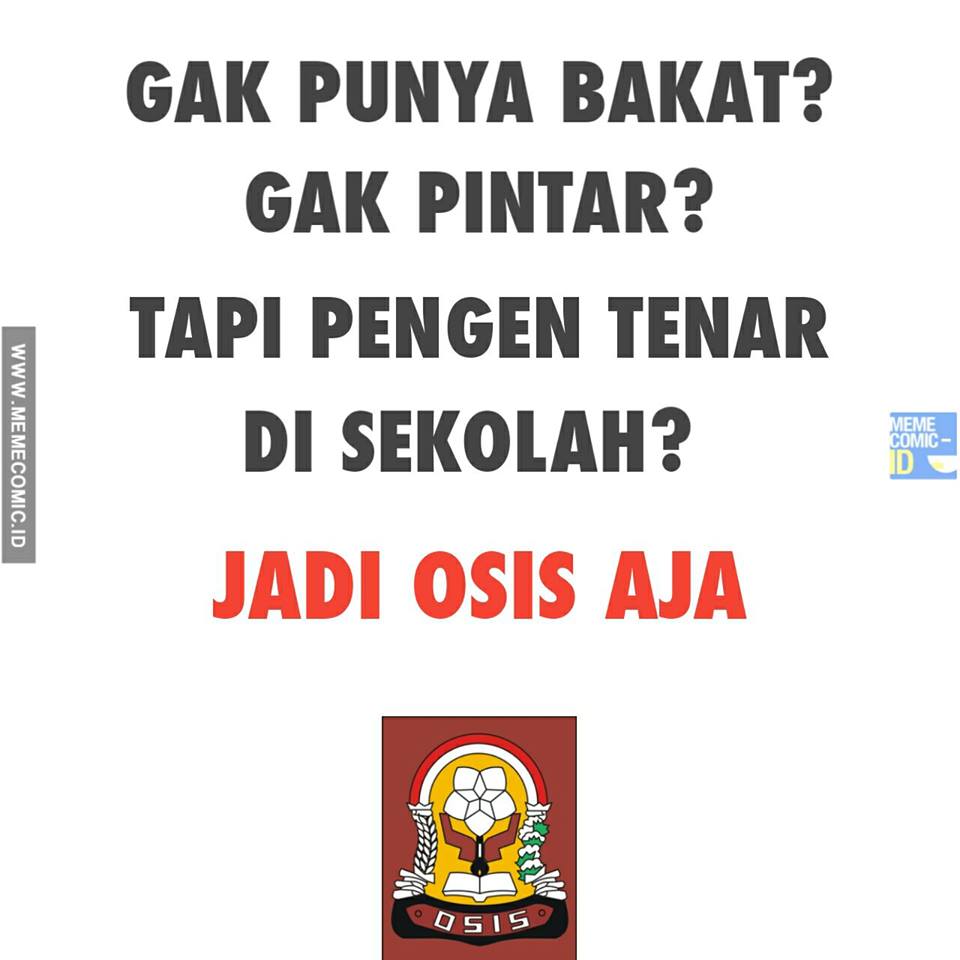 GAK PUNYA BAKAT?
GAK PINTAR?
TAPI PENGEN TENAR
DI SEKOLAH?
JADI OSIS AJA
WWW.MEMECOMIC.ID
MEME
COMIC-
ID
OSIS